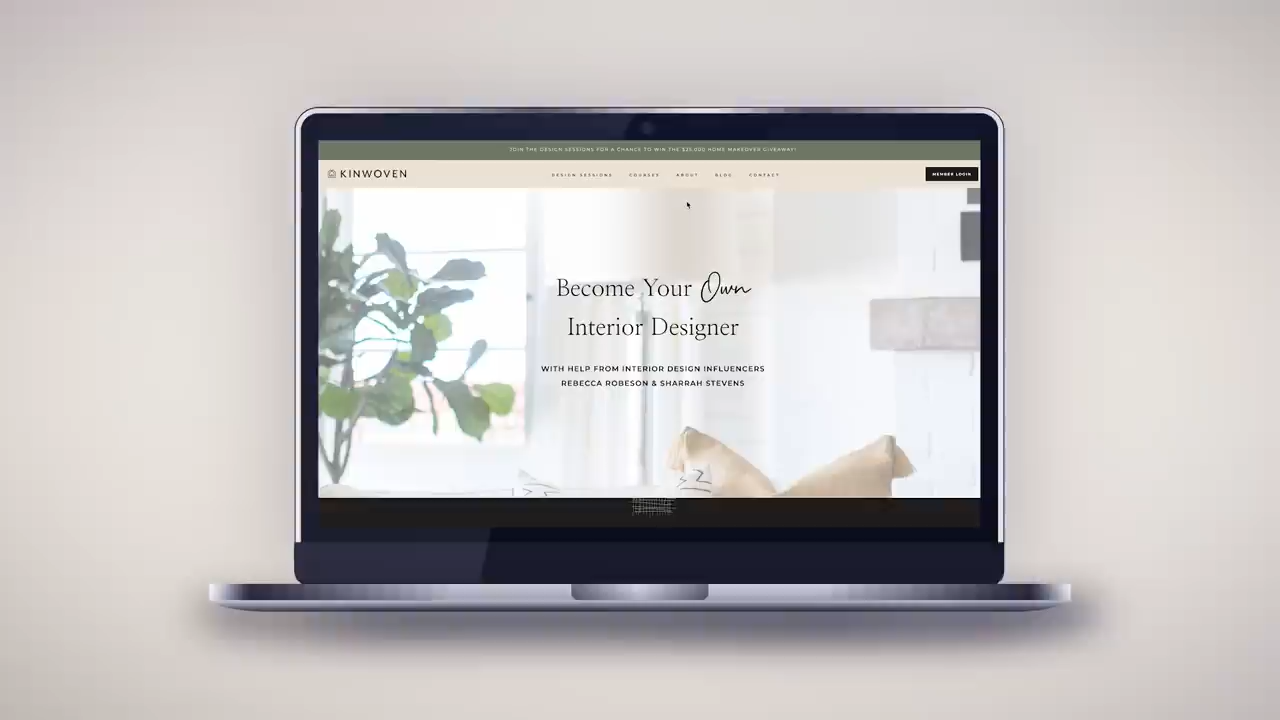 JOIN THE DESIGN SESSIONS FOR A CHANCE TO WIN THE $25,000 HOME MAKEOVER GIVEAWAY!
KINWOVEN
DESIGN SESSIONS COURSES ABOUT BLOG CONTACT
MEMBER LOGIN
Become Your Own
Interior Designer
WITH HELP FROM INTERIOR DESIGN INFLUENCERS
REBECCA ROBESON & SHARRAH STEVENS